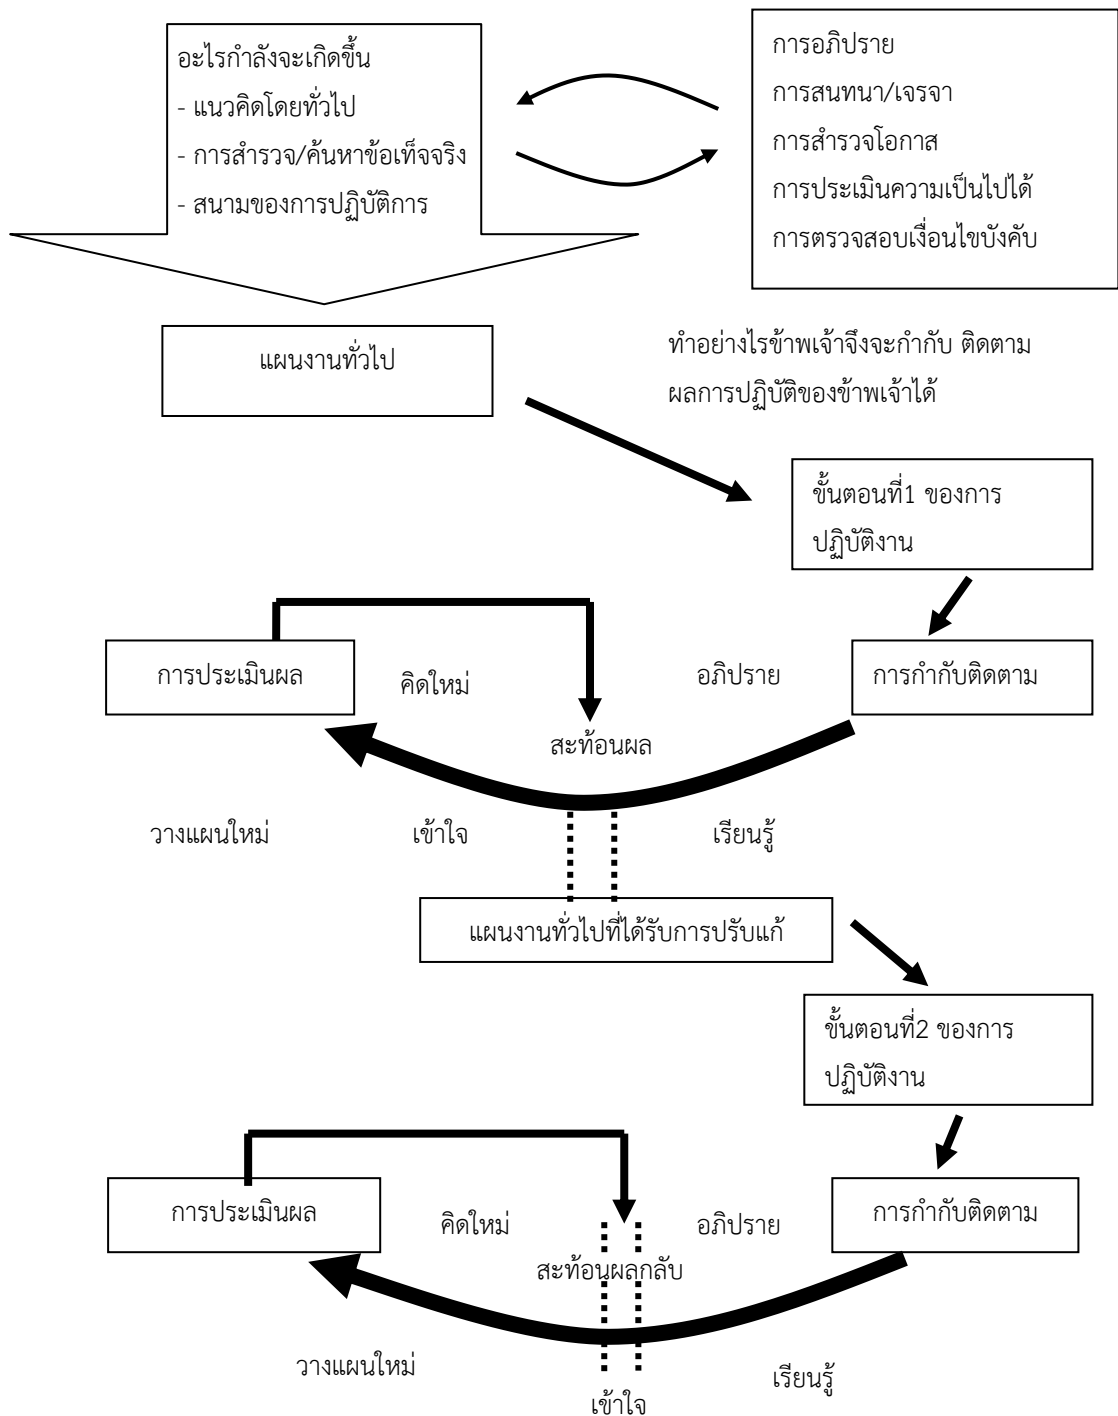 อะไรกำลังจะเกิดขึ้น
- แนวคิดโดยทั่วไป
- การสำรวจ/ค้นหาข้อเท็จจริง
- สนามของการปฏิบัติการ
การอภิปราย
การสนทนา/เจรจา
การสำรวจโอกาส
การประเมินความเป็นไปได้
การตรวจสอบเงื่อนไขบังคับ
แผนงานทั่วไป
ทำอย่างไรข้าพเจ้าจึงจะกำกับ ติดตาม
ผลการปฏิบัติของข้าพเจ้าได้
ขั้นตอนที่1 ของการ
ปฏิบัติงาน
การประเมินผล
คิดใหม่
อภิปราย
การกำกับติดตาม
สะท้อนผล
วางแผนใหม่
เข้าใจ
เรียนรู้
แผนงานทั่วไปที่ได้รับการปรับแก้
ขั้นตอนที่2 ของการ
ปฏิบัติงาน
การประเมินผล
คิดใหม่
อภิปราย
การกำกับติดตาม
สะท้อนผลกลับ
วางแผนใหม่
เข้าใจ
เรียนรู้